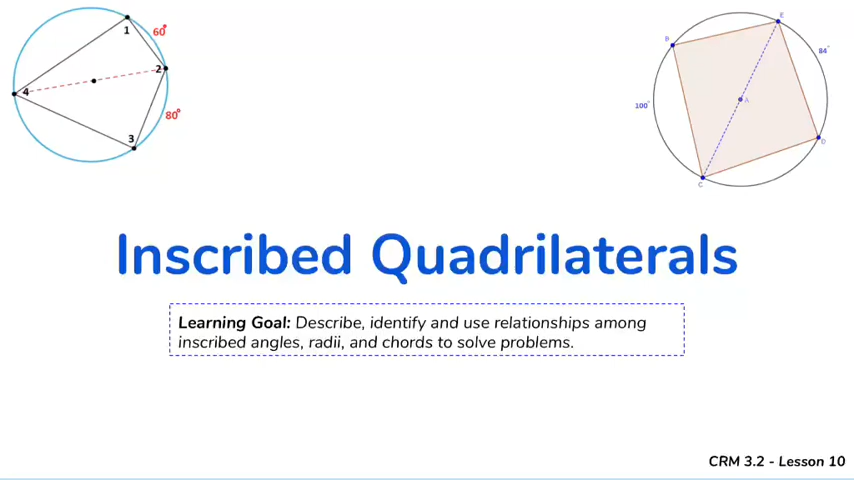 1
60°
2
4
80°
3
E
B
84°
A
100°
D
C
Inscribed Quadrilaterals
Learning Goal: Describe, identify and use relationships among
inscribed angles, radii, and chords to solve problems.
CRM 3.2 - Lesson 10